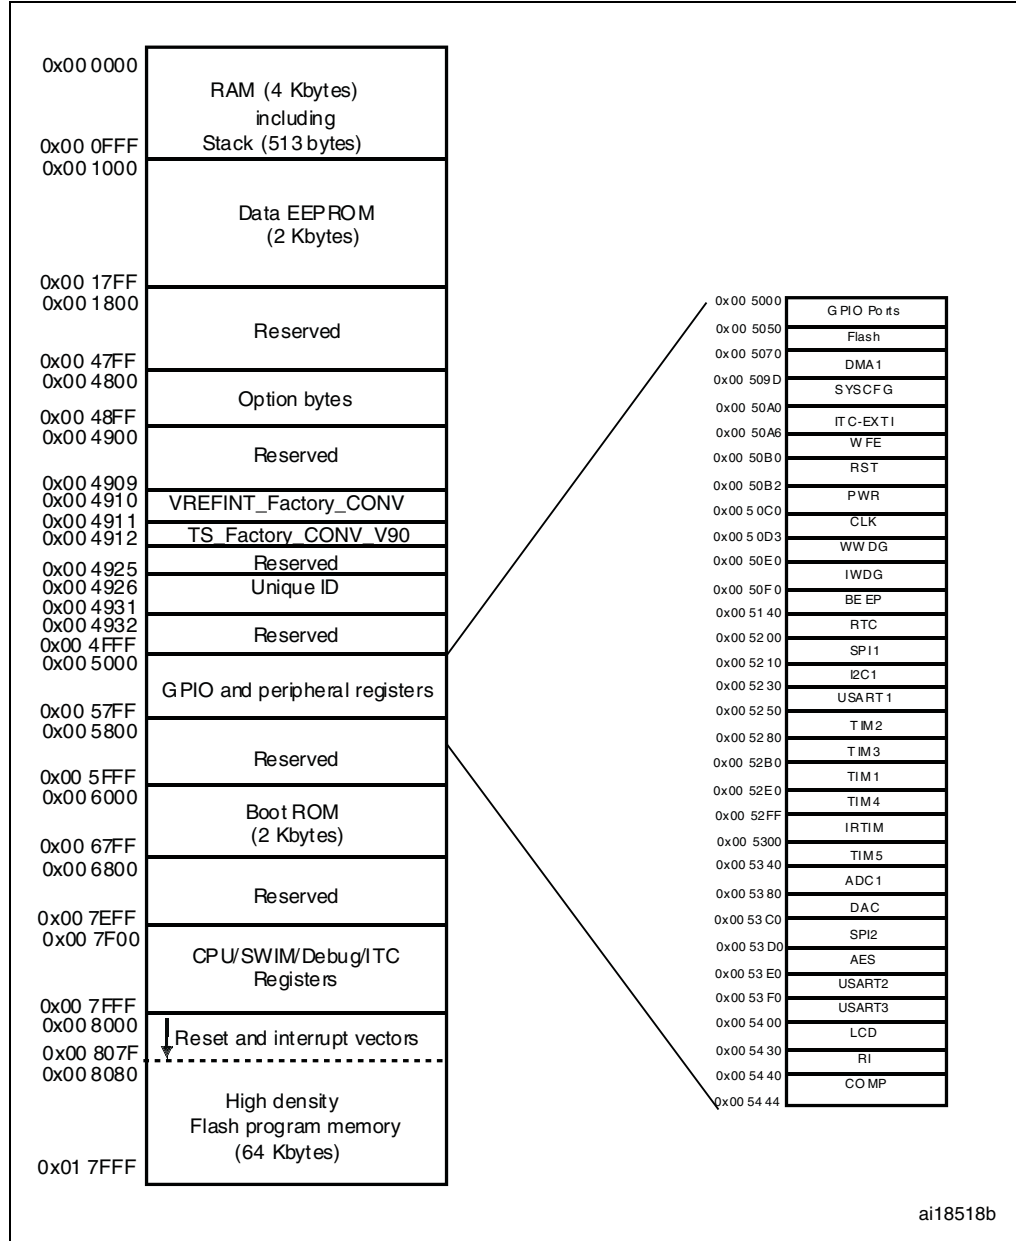 0x00 0000
RAM (4 Kbytes)
including
Stack (513 bytes)
0x00 0FFF
0x00 1000
Data EEPROM
(2 Kbytes)
0x00 17FF
0x00 1800
Reserved
0x00 47FF
0x00 4800
Option bytes
0x00 48FF
0x00 4900
Reserved
0x00 4909
0x00 4910
VREFINT_Factory_CONV
0x00 4911
0x00 4912
TS_Factory_CONV_V90
Reserved
0x00 4925
0x00 4926
Unique ID
0x00 4931
0x00 4932
Reserved
0x00 4FFF
0x00 5000
GPIO and peripheral registers
0x00 57FF
0x00 5800
Reserved
0x00 5FFF
0x00 6000
Boot ROM
(2 Kbytes)
0x00 67FF
0x00 6800
Reserved
0x00 7EFF
0x00 7F00
CPU/SWIM/Debug/ITC
Registers
0x00 7FFF
0x00 8000
Reset and interrupt vectors
0x00 807F
0x00 8080
High density
Flash program memory
(64 Kbytes)
0x01 7FFF
0x00 5000
GPIO Ports
0x00 5050
Flash
0x00 5070
DMA1
0x00 509D
SYSCFG
0x00 50A0
ITC-EXTI
0x00 50A6
WFE
0x00 50B0
RST
0x00 50B2
PWR
0x00 50C0
CLK
0x00 50D3
WWDG
0x00 50E0
IWDG
0x00 50F0
BEEP
0x00 5140
RTC
0x00 5200
SPI1
0x00 5210
I2C1
0x00 5230
USART1
0x00 5250
TIM2
0x00 5280
TIM3
0x00 52B0
TIM1
0x00 52E0
TIM4
0x00 52FF
IRTIM
0x00 5300
TIM5
0x00 5340
ADC1
0x00 5380
DAC
0x00 53C0
SPI2
0x00 53D0
AES
0x00 53E0
USART2
0x00 53F0
USART3
0x00 5400
LCD
0x00 5430
RI
0x00 5440
COMP
0x00 5444
ai18518b